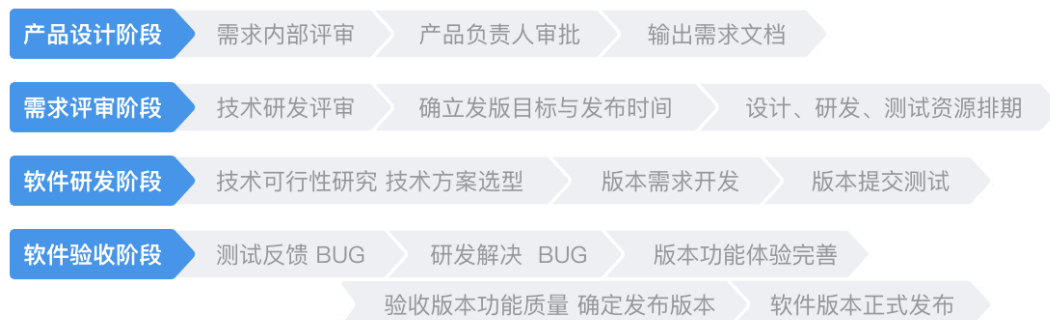 产品设计阶段 需求内部评审 产品负责人审批 输出需求文档
需求评审阶段 技术研发评审 确立发版目标与发布时间 设计、研发、测试资源排期
软件研发阶段 技术可行性研究 技术方案选型 版本需求开发 版本提交测试
软件验收阶段 测试反馈 BUG 研发解决 BUG 版本功能体验完善
验收版本功能质量 确定发布版本 软件版本正式发布